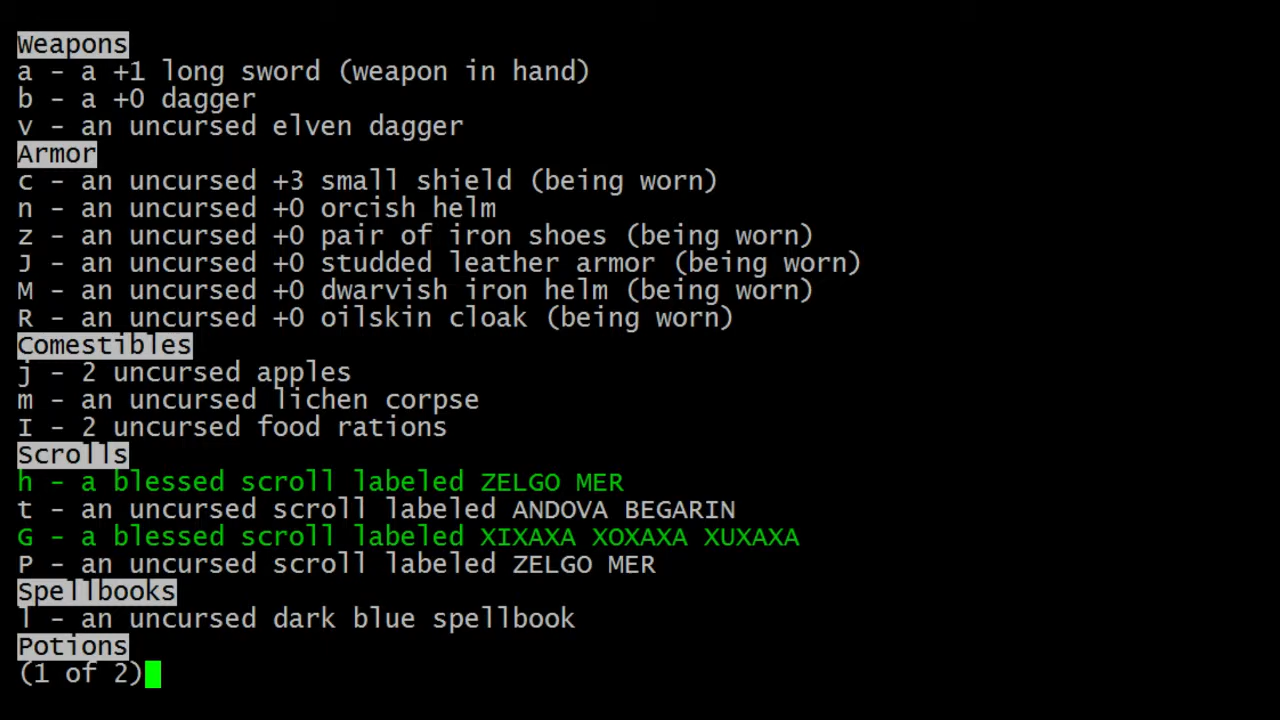 Weapons
a - a +1 long sword (weapon in hand)
b - a +0 dagger
v - an uncursed elven dagger
Armor
c - an uncursed +3 small shield (being worn)
n - an uncursed +0 orcish helm
z - an uncursed +0 pair of iron shoes (being worn)
J - an uncursed +0 studded leather armor (being worn)
M - an uncursed +0 dwarvish iron helm (being worn)
R - an uncursed +0 oilskin cloak (being worn)
Comestibles
j - 2 uncursed apples
m - an uncursed lichen corpse
I - 2 uncursed food rations
Scrolls
h - a blessed scroll labeled ZELGO MER
t - an uncursed scroll labeled ANDOVA BEGARIN
G - a blessed scroll labeled XIXAXA XOXAXA XUXAXA
P - an uncursed scroll labeled ZELGO MER
Spellbooks
l - an uncursed dark blue spellbook
Potions
(1 of 2)